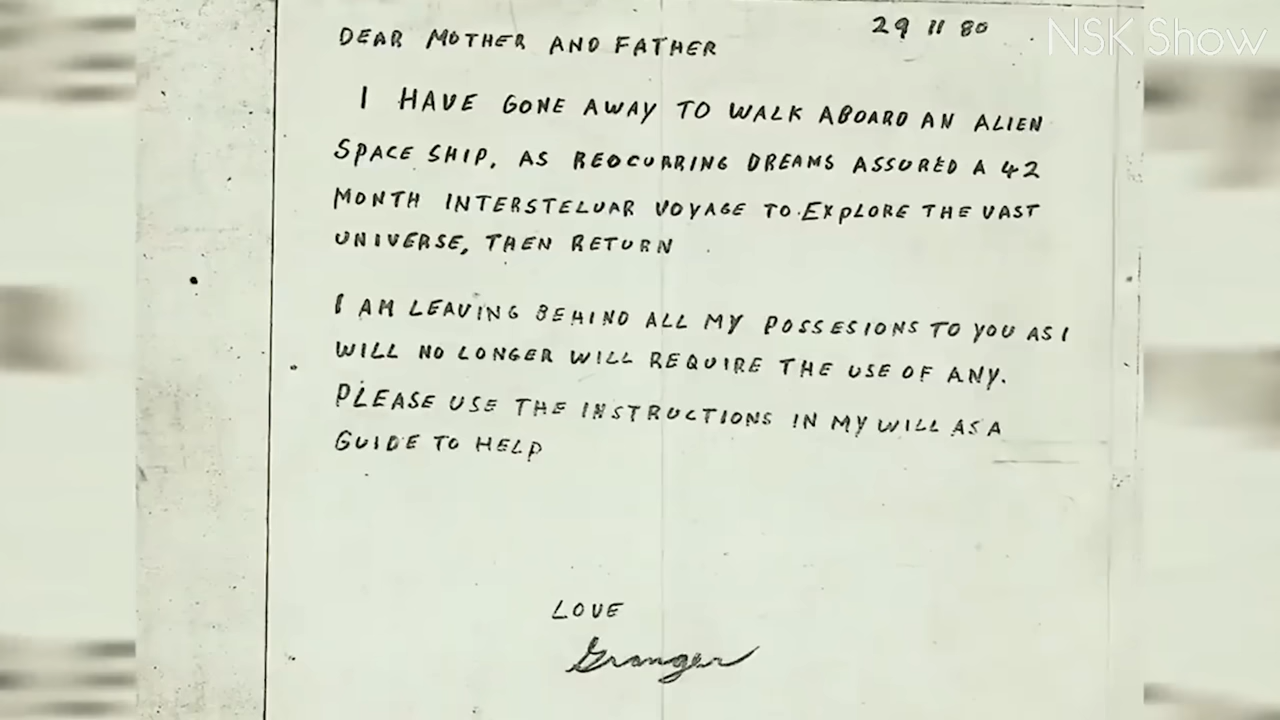 29 11 80
NSK Show
DEAR MOTHER AND FATHER
I HAVE GONE AWAY TO WALK ABOARD AN ALIEN
SPACE SHIP, AS REOCURRING DREAMS ASSURED A 42
MONTH INTERSTELLAR VOYAGE TO EXPLORE THE VAST
UNIVERSE, THEN RETURN
I AM LEAVING BEHIND ALL MY POSSESIONS TO YOU AS I
WILL NO LONGER WILL REQUIRE THE USE OF ANY.
PLEASE USE THE INSTRUCTIONS IN MY WILL AS A
GUIDE TO HELP
LOVE
Granger